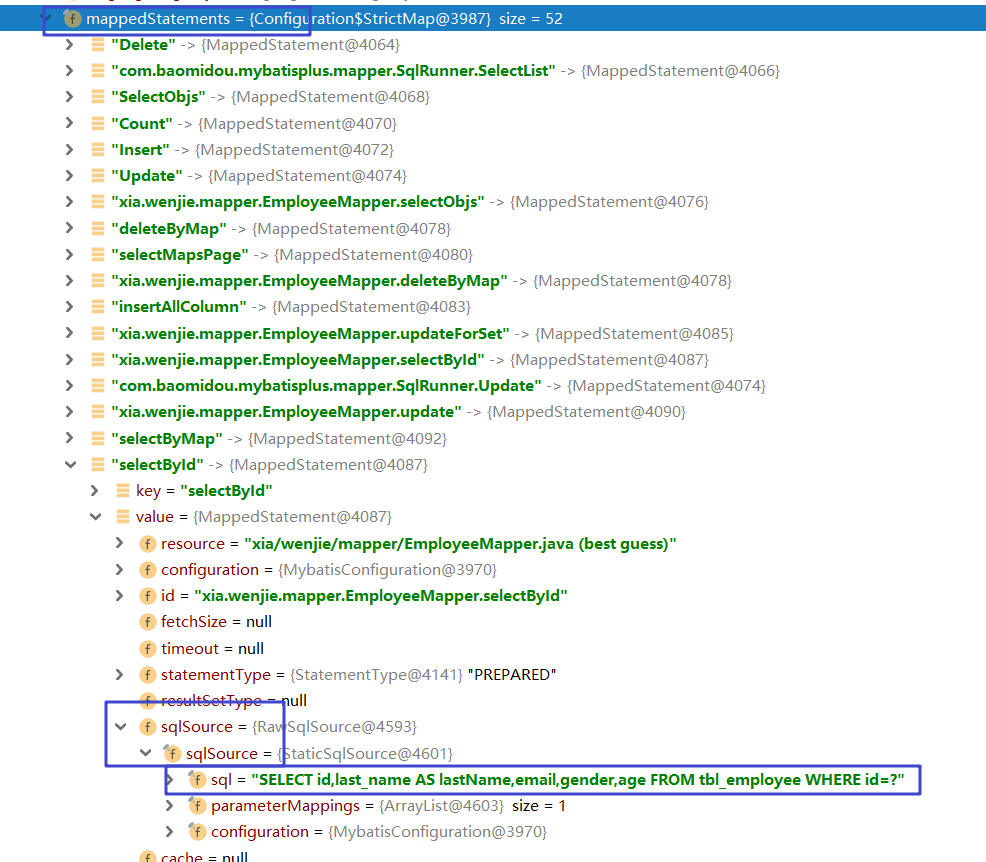 mappedStatements = {Configuration$StrictMap@3987} size = 52
"Delete" -> {MappedStatement@4064}
"com.baomidou.mybatisplus.mapper.SqlRunner.SelectList" -> {MappedStatement@4066}
"SelectObjs" -> {MappedStatement@4068}
"Count" -> {MappedStatement@4070}
"Insert" -> {MappedStatement@4072}
"Update" -> {MappedStatement@4074}
"xia.wenjie.mapper.EmployeeMapper.selectObjs" -> {MappedStatement@4076}
"deleteByMap" -> {MappedStatement@4078}
"selectMapsPage" -> {MappedStatement@4080}
"xia.wenjie.mapper.EmployeeMapper.deleteByMap" -> {MappedStatement@4078}
"insertAllColumn" -> {MappedStatement@4083}
"xia.wenjie.mapper.EmployeeMapper.updateForSet" -> {MappedStatement@4085}
"xia.wenjie.mapper.EmployeeMapper.selectById" -> {MappedStatement@4087}
"com.baomidou.mybatisplus.mapper.SqlRunner.Update" -> {MappedStatement@4074}
"xia.wenjie.mapper.EmployeeMapper.update" -> {MappedStatement@4090}
"selectByMap" -> {MappedStatement@4092}
"selectById" -> {MappedStatement@4087}
key = "selectById"
value = {MappedStatement@4087}
f resource = "xia/wenjie/mapper/EmployeeMapper.java (best guess)"
f configuration = {MybatisConfiguration@3970}
f id = "xia.wenjie.mapper.EmployeeMapper.selectById"
f fetchSize = null
f timeout = null
f statementType = {StatementType@4141} "PREPARED"
f resultSetType = null
f sqlSource = {RawSqlSource@4593}
f sqlSource = {StaticSqlSource@4601}
f sql = "SELECT id,last_name AS lastName,email,gender,age FROM tbl_employee WHERE id=?"
f parameterMappings = {ArrayList@4603} size = 1
f configuration = {MybatisConfiguration@3970}
f cache = null